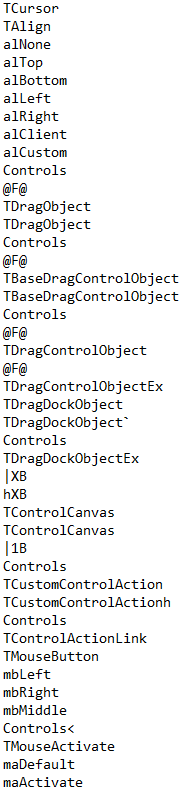 TCursor
TAlign
alNone
alTop
alBottom
alLeft
alRight
alClient
alCustom
Controls
@F@
TDragObject
TDragObject
Controls
@F@
TBaseDragControlObject
TBaseDragControlObject
Controls
@F@
TDragControlObject
@F@
TDragControlObjectEx
TDragDockObject
TDragDockObject`
Controls
TDragDockObjectEx
|XB
hXB
TControlCanvas
TControlCanvas
|1B
Controls
TCustomControlAction
TCustomControlActionh
Controls
TControlActionLink
TMouseButton
mbLeft
mbRight
mbMiddle
Controls<
TMouseActivate
maDefault
maActivate